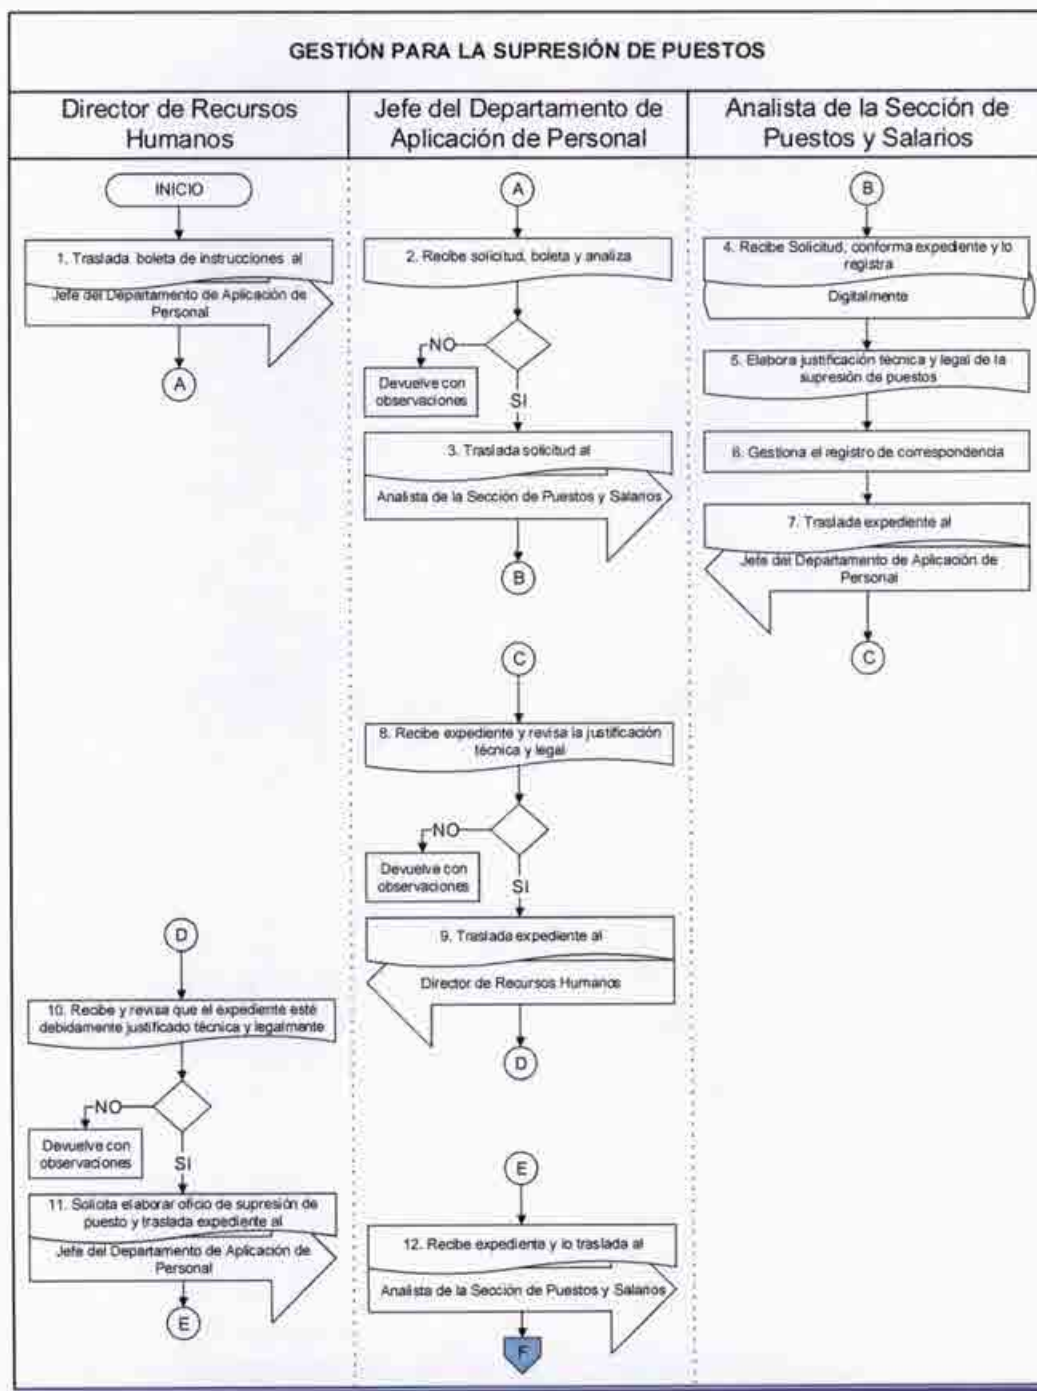 GESTIÓN PARA LA SUPRESIÓN DE PUESTOS
Director de Recursos
Humanos
Jefe del Departamento de
Aplicación de Personal
Analista de la Sección de
Puestos y Salarios
INICIO
1. Traslada boleta de instrucciones al
Jefe del Departamento de Aplicación de
Personal
A
A
2. Recibe solicitud, boleta y analiza
NO
Devuelve con
observaciones
SI
3. Traslada solicitud al
Analista de la Sección de Puestos y Salarios
B
B
4. Recibe Solicitud, conforma expediente y lo
registra
Digitalmente
5. Elabora justificación técnica y legal de la
supresión de puestos
6. Gestiona el registro de correspondencia
7. Traslada expediente al
Jefe del Departamento de Aplicación de
Personal
C
C
8. Recibe expediente y revisa la justificación
técnica y legal
NO
Devuelve con
observaciones
SI
9. Traslada expediente al
Director de Recursos Humanos
D
D
10. Recibe y revisa que el expediente esté
debidamente justificado técnica y legalmente
NO
Devuelve con
observaciones
SI
11. Solicita elaborar oficio de supresión de
puesto y traslada expediente al
Jefe del Departamento de Aplicación de
Personal
E
E
12. Recibe expediente y lo traslada al
Analista de la Sección de Puestos y Salarios
F